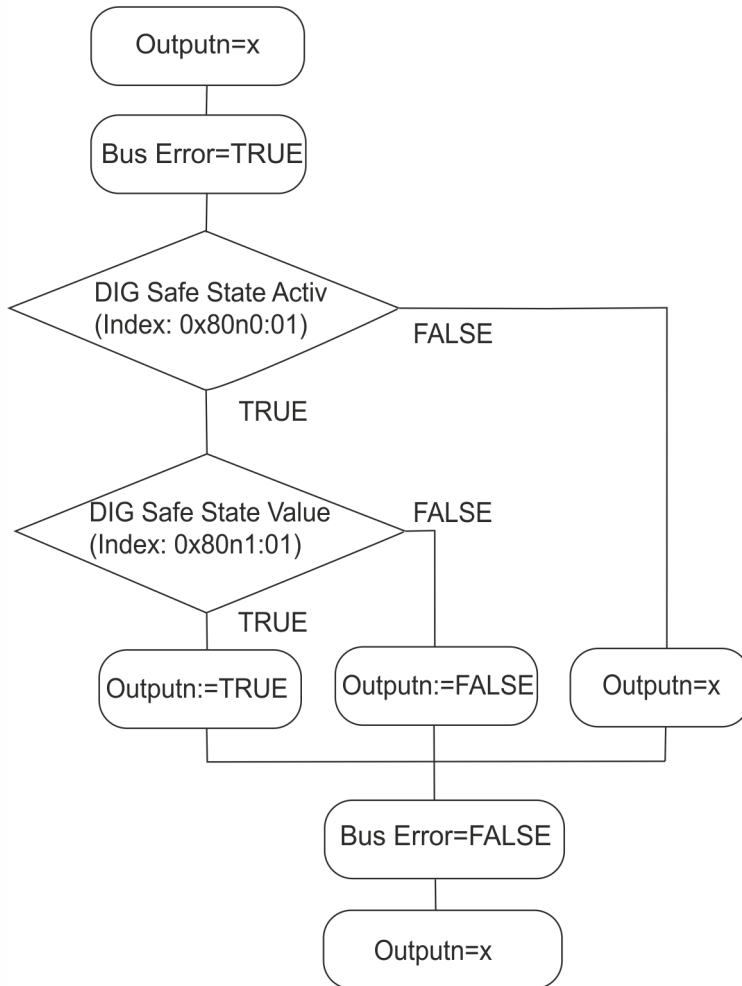 Outputn=x
Bus Error=TRUE
DIG Safe State Activ
(Index: 0x80n0:01)
FALSE
TRUE
DIG Safe State Value
(Index: 0x80n1:01)
FALSE
TRUE
Outputn:=TRUE
Outputn:=FALSE
Outputn=x
Bus Error=FALSE
Outputn=x